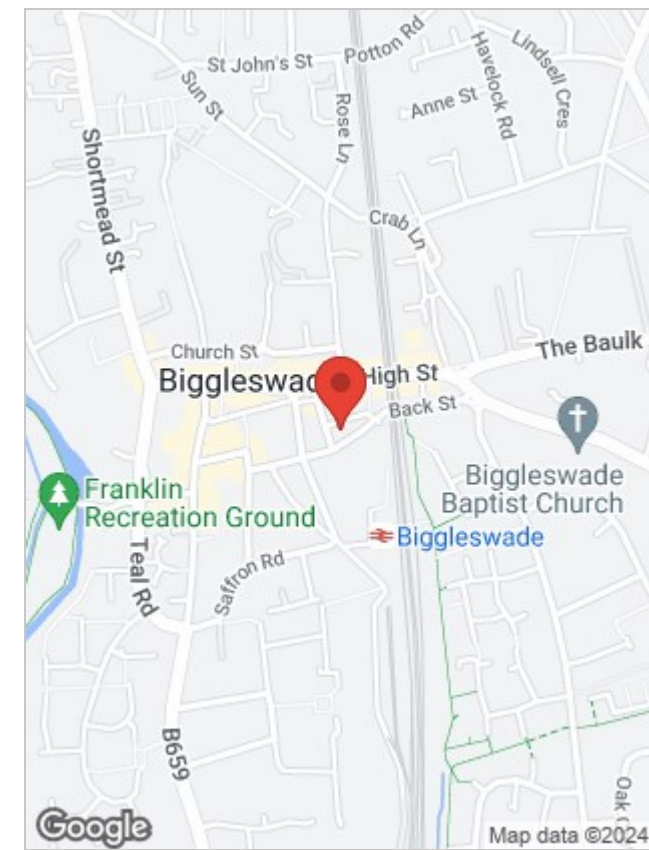 St John's St
Potton Rd
Sun St
Rose Ln
Havelock Rd
Lindsell Cres
Anne St
Shortmead St
Crab Ln
Church St
The Baulk
High St
Back St
Biggleswade
Baptist Church
Franklin
Recreation Ground
Biggleswade
Saffron Rd
Teal Rd
B659
Oak
Google
Map data ©2024